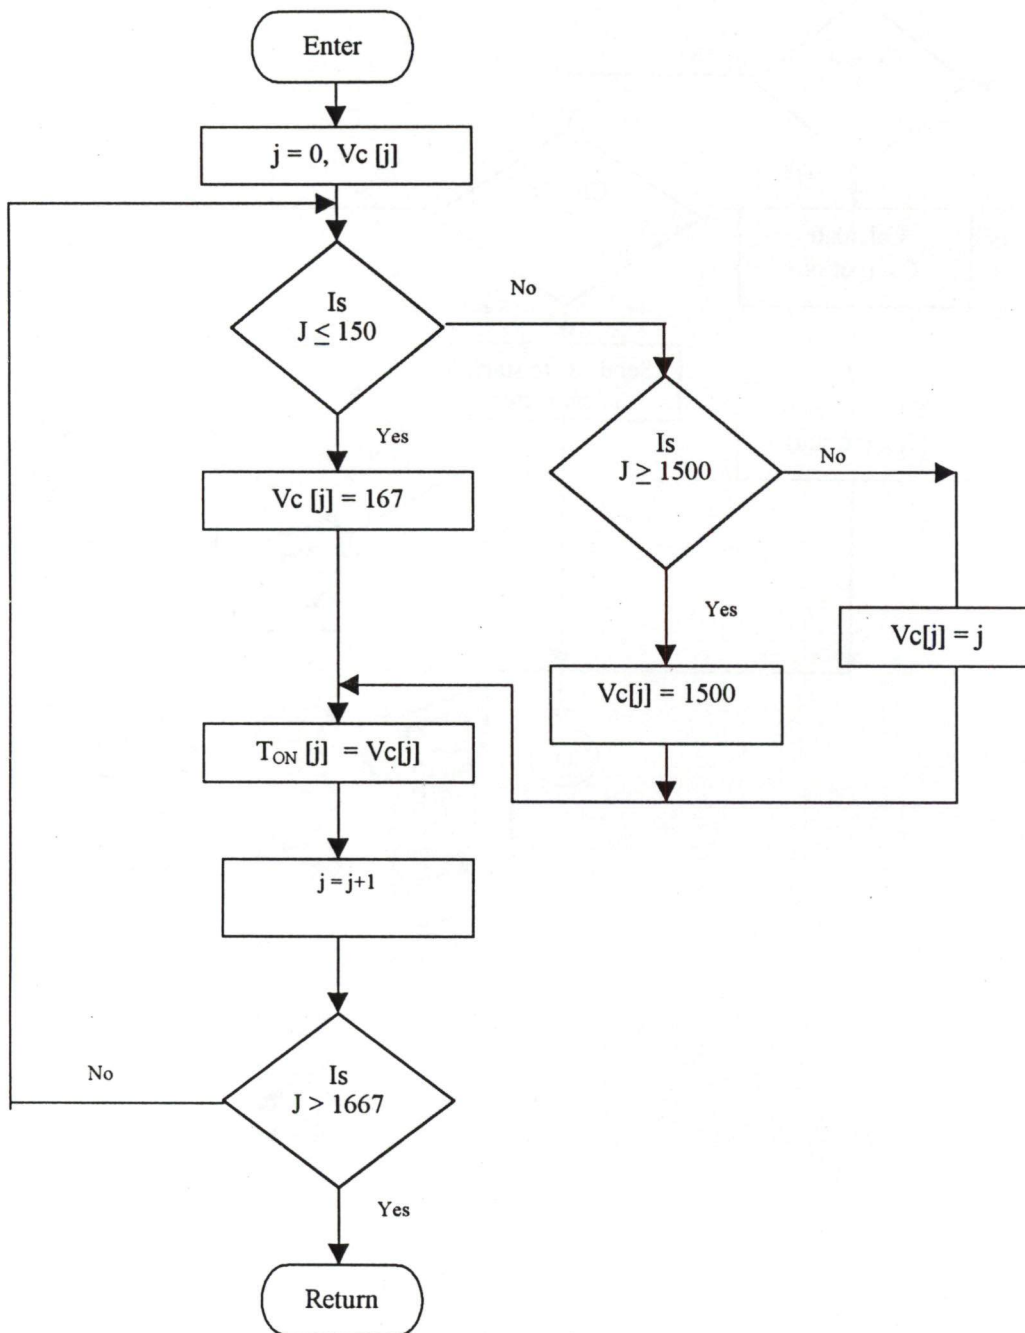 Enter
j = 0, Vc [j]
Is
J ≤ 150
No
Yes
Vc [j] = 167
Is
J ≥ 1500
No
Yes
Vc[j] = j
Vc[j] = 1500
TON [j] = Vc[j]
j = j+1
Is
J > 1667
No
Yes
Return